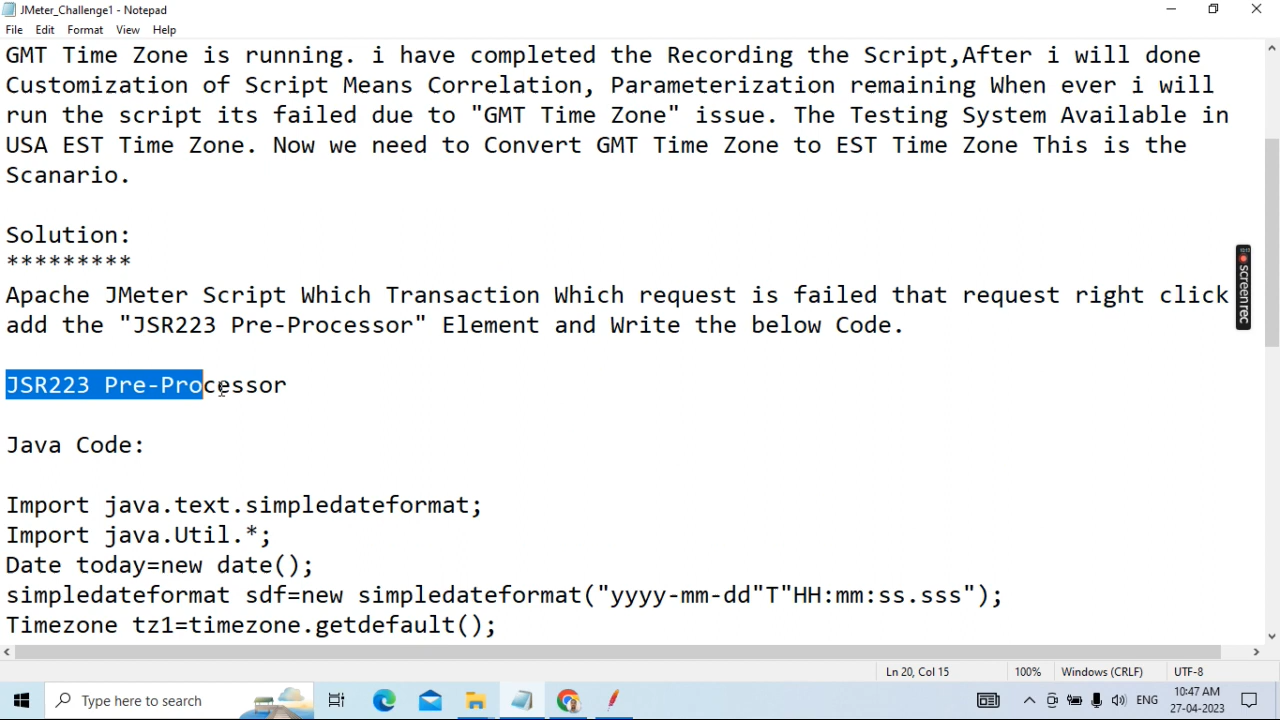 JMeter_Challenge1 - Notepad
File Edit Format View Help
GMT Time Zone is running. i have completed the Recording the Script,After i will done
Customization of Script Means Correlation, Parameterization remaining When ever i will
run the script its failed due to "GMT Time Zone" issue. The Testing System Available in
USA EST Time Zone. Now we need to Convert GMT Time Zone to EST Time Zone This is the
Scanario.
Solution:
*********
Apache JMeter Script Which Transaction Which request is failed that request right click
add the "JSR223 Pre-Processor" Element and Write the below Code.
JSR223 Pre-Processor
Java Code:
Import java.text.simpledateformat;
Import java.Util.*;
Date today=new date();
simpledateformat sdf=new simpledateformat("yyyy-mm-dd"T"HH:mm:ss.sss");
Timezone tz1=timezone.getdefault();
screenrec
Ln 20, Col 15 100% Windows (CRLF) UTF-8
Type here to search
ENG
10:47 AM
27-04-2023